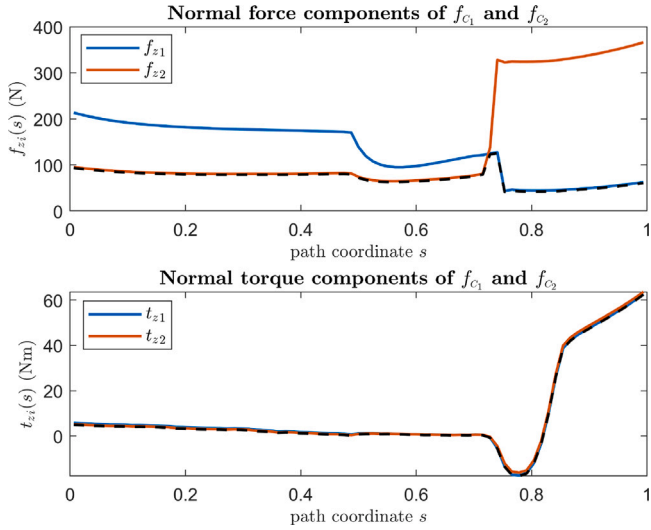 Normal force components of f_{c_1} and f_{c_2}
400
300
200
100
0
f_{z_i}(s) (N)
f_{z1}
f_{z2}
0 0.2 0.4 0.6 0.8 1
path coordinate s
Normal torque components of f_{c_1} and f_{c_2}
60
40
20
0
t_{z_i}(s) (Nm)
t_{z1}
t_{z2}
0 0.2 0.4 0.6 0.8 1
path coordinate s